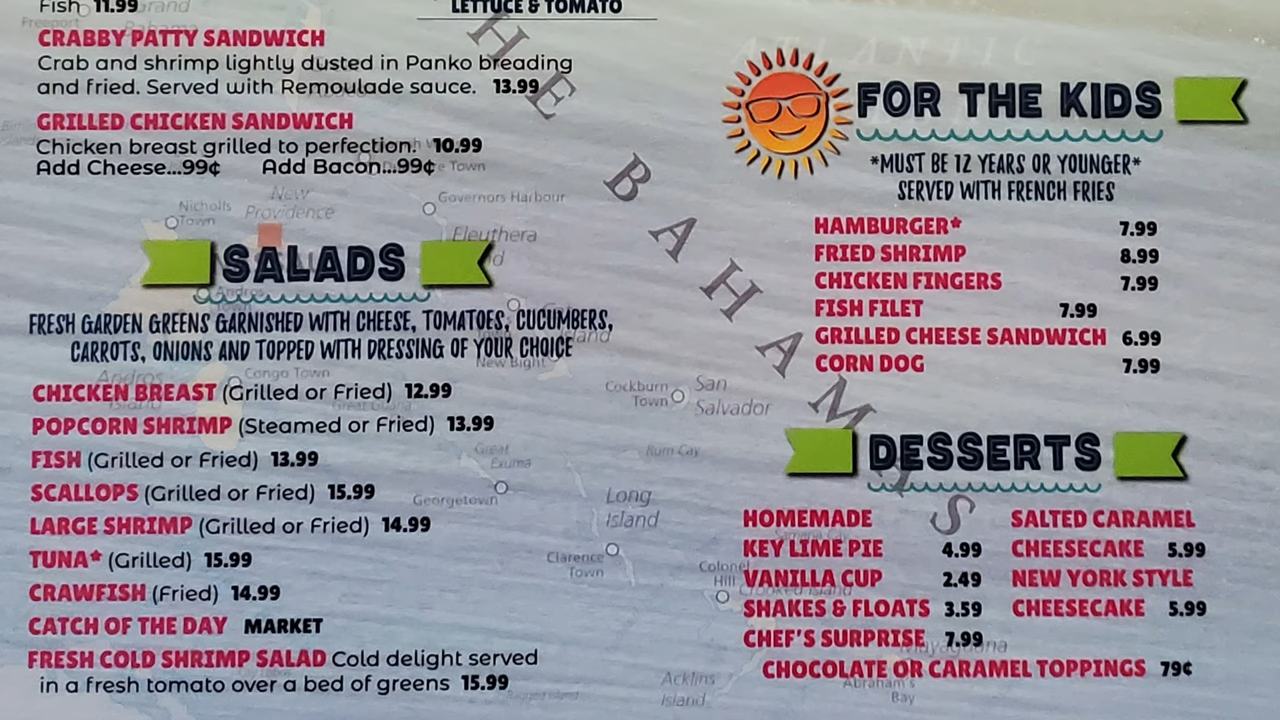 Fish 11.99
LETTUCE & TOMATO
CRABBY PATTY SANDWICH
Crab and shrimp lightly dusted in Panko breading
and fried. Served with Remoulade sauce. 13.99
GRILLED CHICKEN SANDWICH
Chicken breast grilled to perfection. 10.99
Add Cheese...99¢ Add Bacon...99¢
SALADS
FRESH GARDEN GREENS GARNISHED WITH CHEESE, TOMATOES, CUCUMBERS,
CARROTS, ONIONS AND TOPPED WITH DRESSING OF YOUR CHOICE
CHICKEN BREAST (Grilled or Fried) 12.99
POPCORN SHRIMP (Steamed or Fried) 13.99
FISH (Grilled or Fried) 13.99
SCALLOPS (Grilled or Fried) 15.99
LARGE SHRIMP (Grilled or Fried) 14.99
TUNA* (Grilled) 15.99
CRAWFISH (Fried) 14.99
CATCH OF THE DAY MARKET
FRESH COLD SHRIMP SALAD Cold delight served
in a fresh tomato over a bed of greens 15.99
FOR THE KIDS
*MUST BE 12 YEARS OR YOUNGER*
SERVED WITH FRENCH FRIES
HAMBURGER* 7.99
FRIED SHRIMP 8.99
CHICKEN FINGERS 7.99
FISH FILET 7.99
GRILLED CHEESE SANDWICH 6.99
CORN DOG 7.99
DESSERTS
HOMEMADE
KEY LIME PIE 4.99
VANILLA CUP 2.49
SHAKES & FLOATS 3.59
CHEF'S SURPRISE 7.99
SALTED CARAMEL
CHEESECAKE 5.99
NEW YORK STYLE
CHEESECAKE 5.99
CHOCOLATE OR CARAMEL TOPPINGS 79¢
ATLANTIC
THE BAHAMAS
Freeport
Grand
Bahama
Nicholls
Town
New
Providence
Governors Harbour
Eleuthera
Andros
Town
Andros
Island
Congo Town
New Bight
Cockburn
Town
San
Salvador
Great
Exuma
Rum Cay
Georgetown
Long
Island
Clarence
Town
Colonel
Hill
Crooked Island
Mayaguana
Abraham's
Bay
Acklins
Island
Ragged Island